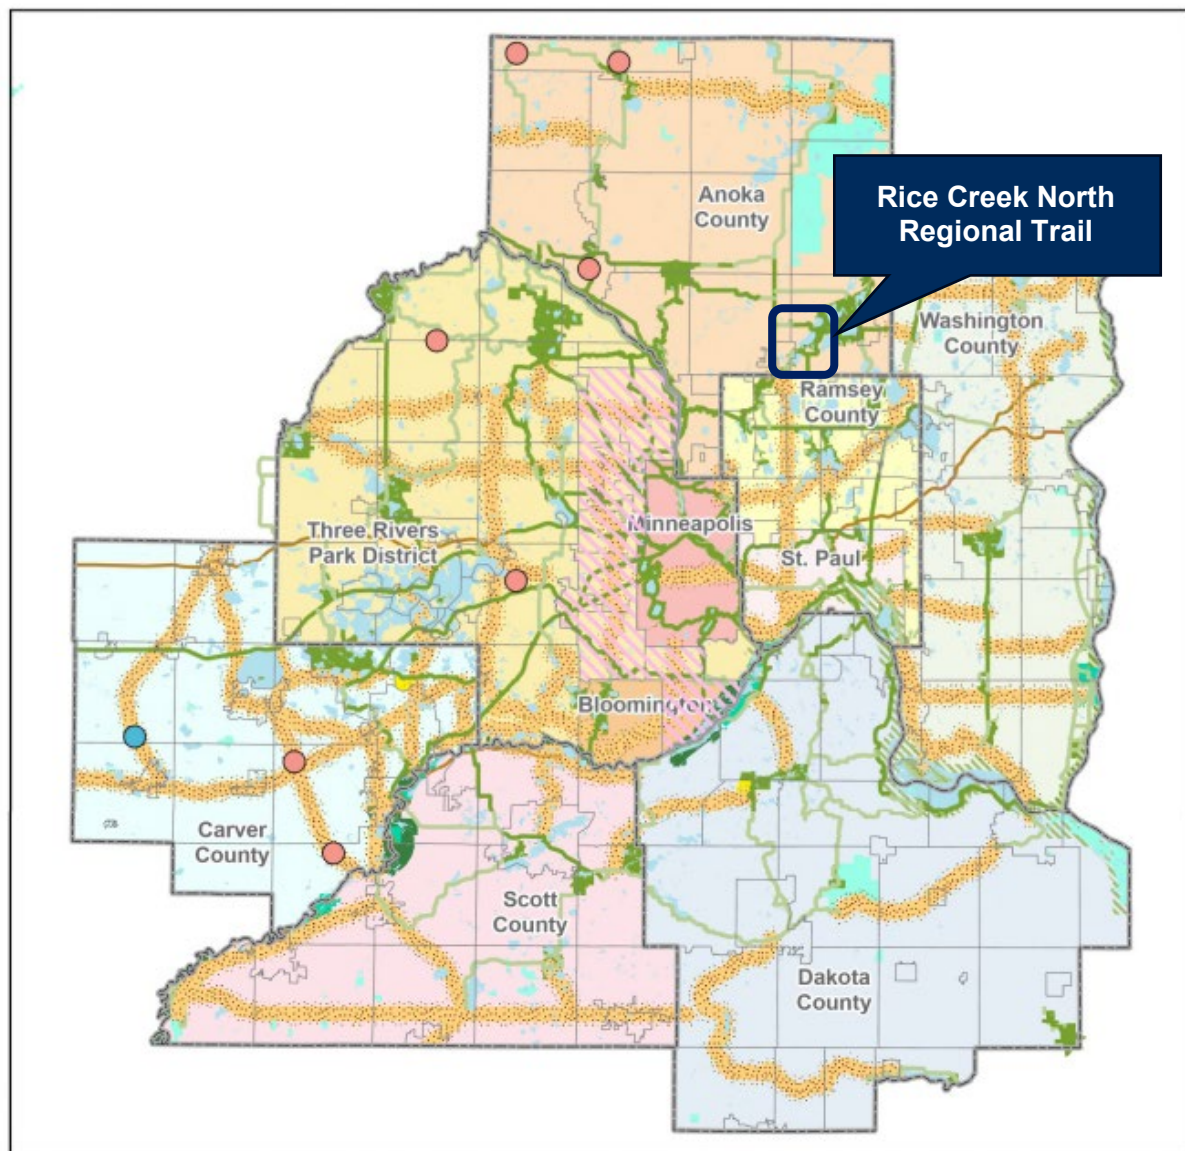 Anoka
County
Rice Creek North
Regional Trail
Washington
County
Ramsey
County
Three Rivers
Park District
Minneapolis
St. Paul
Bloomington
Carver
County
Scott
County
Dakota
County